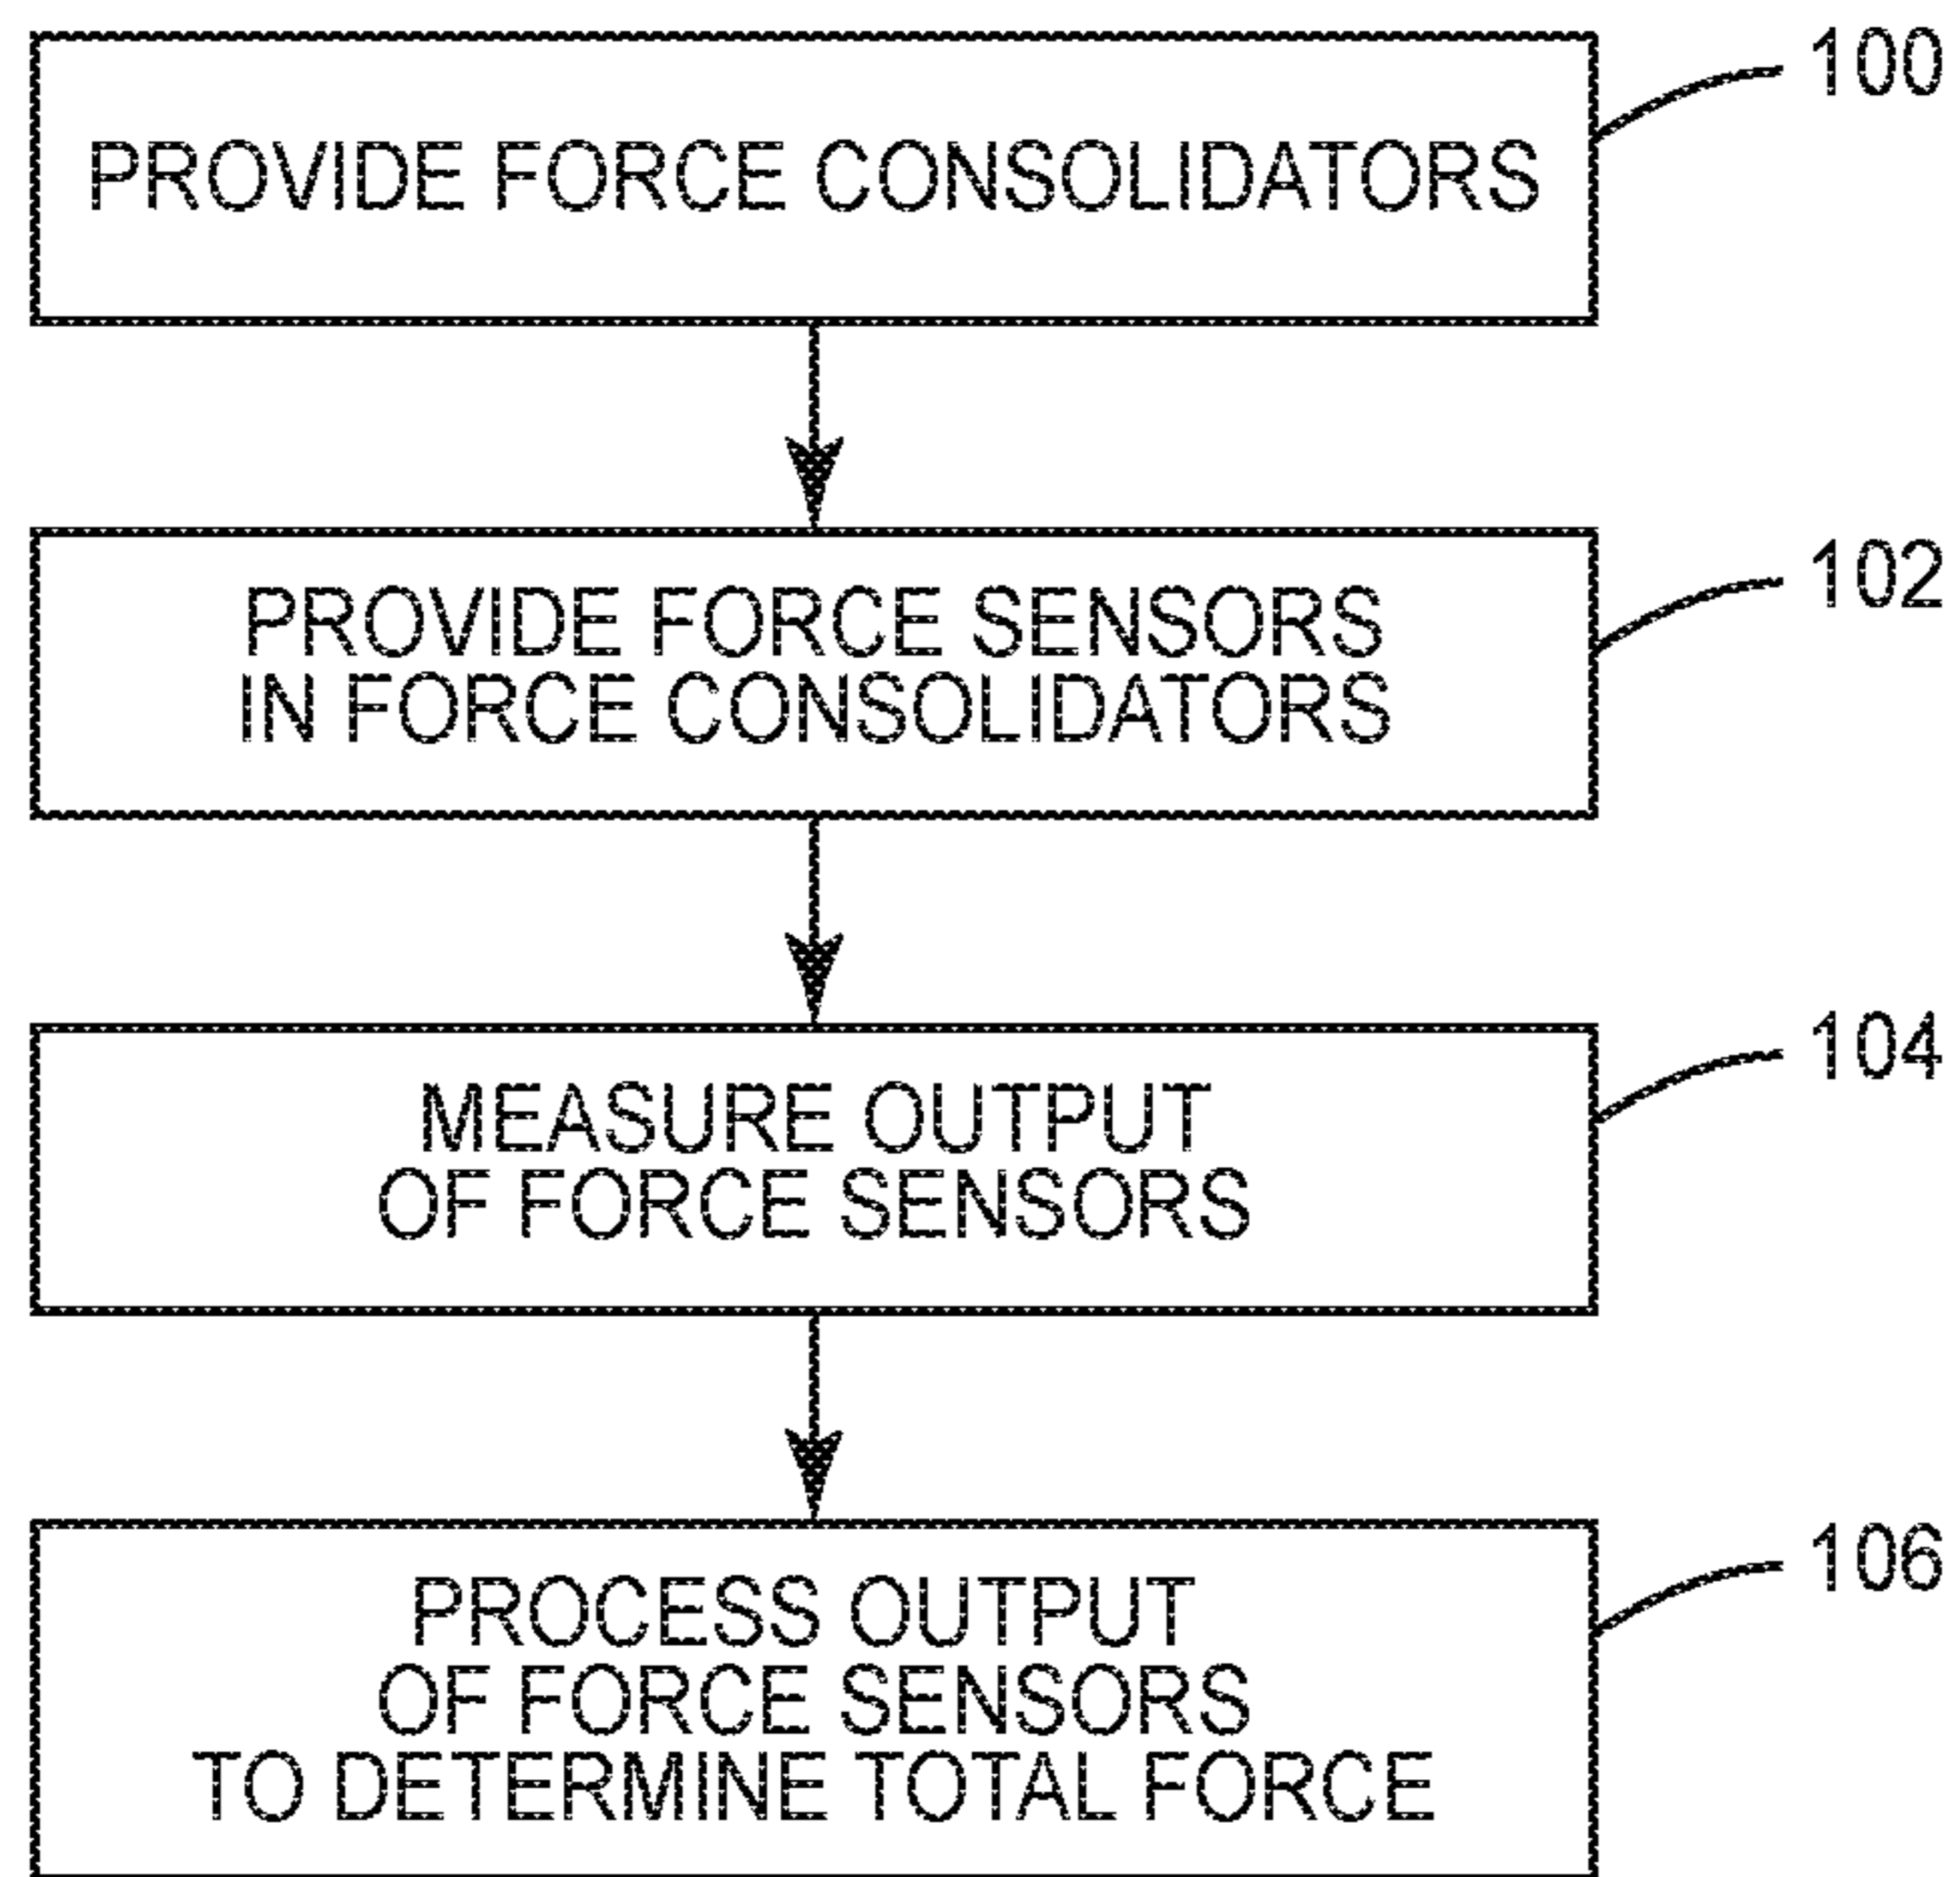 100
PROVIDE FORCE CONSOLIDATORS
102
PROVIDE FORCE SENSORS
IN FORCE CONSOLIDATORS
104
MEASURE OUTPUT
OF FORCE SENSORS
106
PROCESS OUTPUT
OF FORCE SENSORS
TO DETERMINE TOTAL FORCE